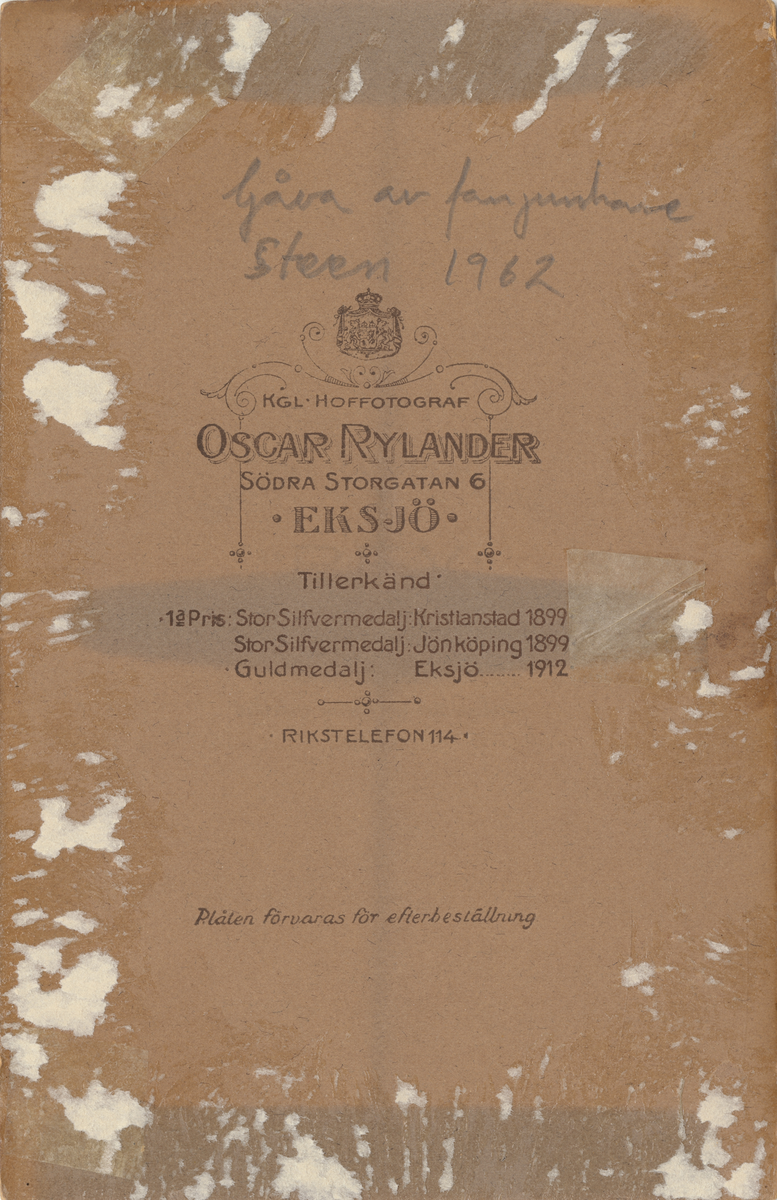 Gåva av fanjunkare
Steen 1962
KGL·HOFFOTOGRAF
OSCAR RYLANDER
SÖDRA STORGATAN 6
·EKSJÖ·
Tillerkänd·
·1ª Pris: Stor Silfvermedalj: Kristianstad 1899
Stor Silfvermedalj: Jönköping 1899
·Guldmedalj: Eksjö........ 1912
·RIKSTELEFON 114·
Plåten förvaras för efterbeställning